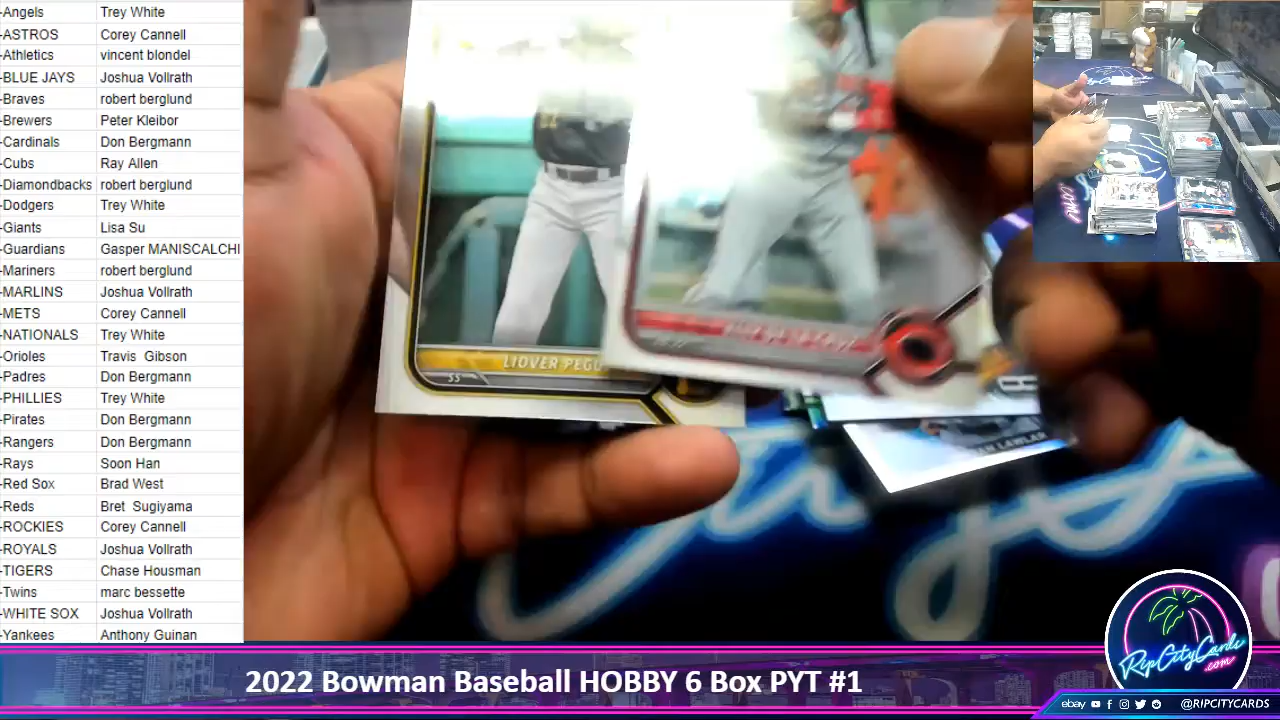 -Angels Trey White
-ASTROS Corey Cannell
-Athletics vincent blondel
-BLUE JAYS Joshua Vollrath
-Braves robert berglund
-Brewers Peter Kleibor
-Cardinals Don Bergmann
-Cubs Ray Allen
-Diamondbacks robert berglund
-Dodgers Trey White
-Giants Lisa Su
-Guardians Gasper MANISCALCHI
-Mariners robert berglund
-MARLINS Joshua Vollrath
-METS Corey Cannell
-NATIONALS Trey White
-Orioles Travis Gibson
-Padres Don Bergmann
-PHILLIES Trey White
-Pirates Don Bergmann
-Rangers Don Bergmann
-Rays Soon Han
-Red Sox Brad West
-Reds Bret Sugiyama
-ROCKIES Corey Cannell
-ROYALS Joshua Vollrath
-TIGERS Chase Housman
-Twins marc bessette
-WHITE SOX Joshua Vollrath
-Yankees Anthony Guinan
LIOVER PEGU
SS
LAWLAR
2022 Bowman Baseball HOBBY 6 Box PYT #1
RipCityCards
.com
ebay @RIPCITYCARDS